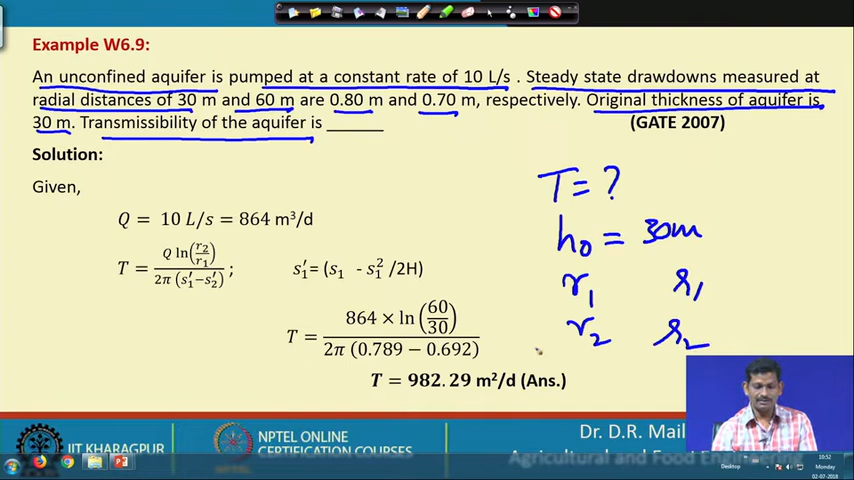 Example W6.9:
An unconfined aquifer is pumped at a constant rate of 10 L/s . Steady state drawdowns measured at
radial distances of 30 m and 60 m are 0.80 m and 0.70 m, respectively. Original thickness of aquifer is
30 m. Transmissibility of the aquifer is ______ (GATE 2007)
Solution:
Given,
Q = 10 L/s = 864 m³/d
T = Q ln(r₂/r₁) / 2π (s₁′−s₂′) ; s₁′= (s₁ - s₁²/2H)
T = 864 × ln(60/30) / 2π (0.789 − 0.692)
T = 982.29 m²/d (Ans.)
T = ?
h₀ = 30m
r₁ s₁
r₂ s₂
IIT KHARAGPUR
NPTEL ONLINE
CERTIFICATION COURSES
Dr. D.R. Mail
Agricultural and Food Engineering
Desktop
10:52
Monday
02-07-2018